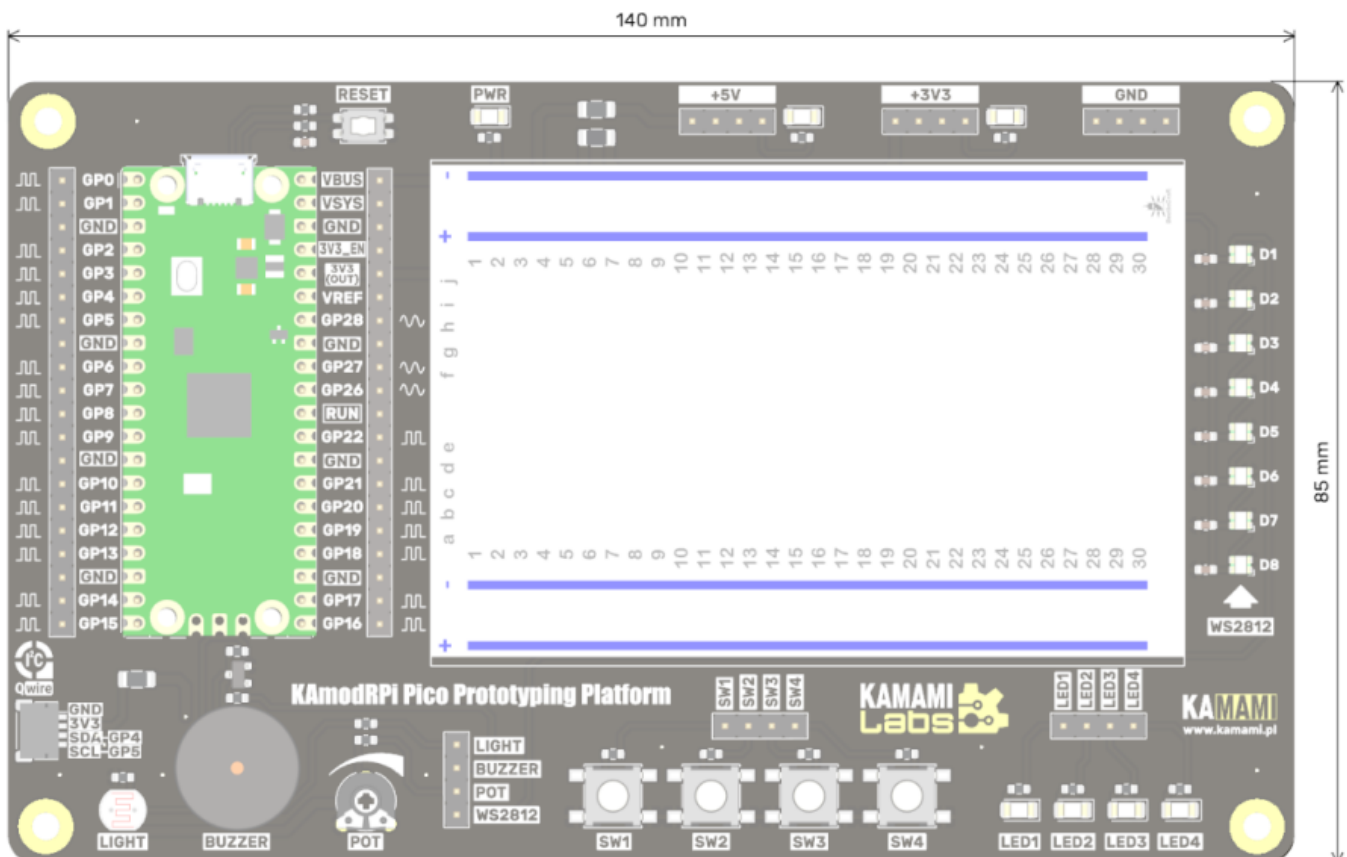 140 mm
85 mm
RESET
PWR
+5V
+3V3
GND
GP0
GP1
GND
GP2
GP3
GP4
GP5
GND
GP6
GP7
GP8
GP9
GND
GP10
GP11
GP12
GP13
GND
GP14
GP15
VBUS
VSYS
GND
3V3_EN
3V3
(OUT)
VREF
GP28
GND
GP27
GP26
RUN
GP22
GND
GP21
GP20
GP19
GP18
GND
GP17
GP16
-
+
1 2 3 4 5 6 7 8 9 10 11 12 13 14 15 16 17 18 19 20 21 22 23 24 25 26 27 28 29 30
a b c d e f g h i j
1 2 3 4 5 6 7 8 9 10 11 12 13 14 15 16 17 18 19 20 21 22 23 24 25 26 27 28 29 30
-
+
D1
D2
D3
D4
D5
D6
D7
D8
WS2812
I²C
Qwire
GND
3V3
SDA-GP4
SCL-GP5
KAmodRPi Pico Prototyping Platform
SW1 SW2 SW3 SW4
KAMAMI
Labs
LED1 LED2 LED3 LED4
KAMAMI
www.kamami.pl
LIGHT
BUZZER
POT
WS2812
LIGHT
BUZZER
POT
SW1
SW2
SW3
SW4
LED1
LED2
LED3
LED4